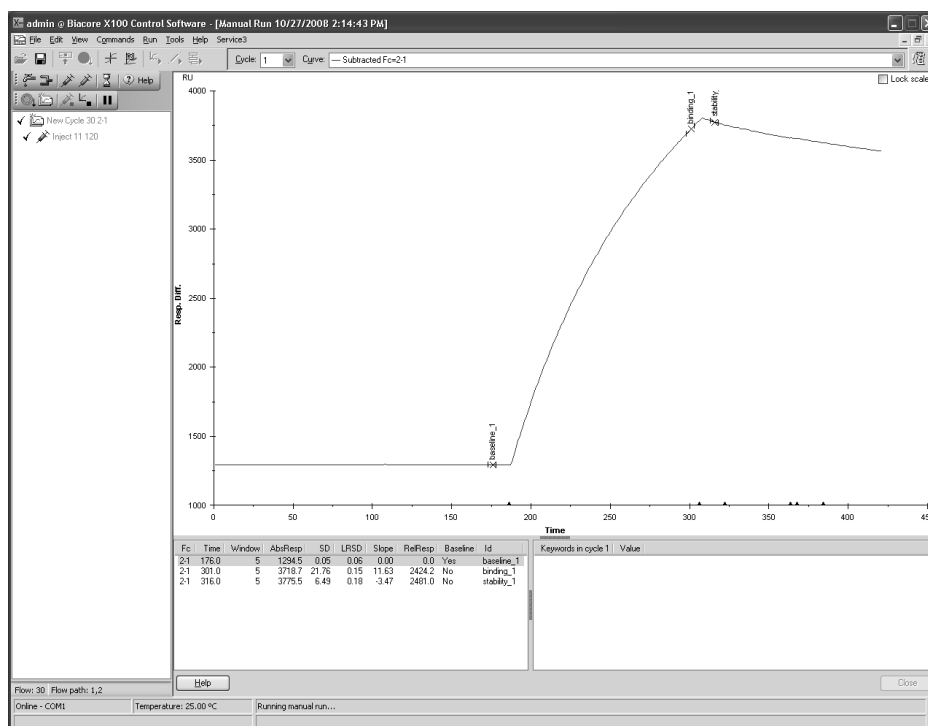 admin @ Biacore X100 Control Software - [Manual Run 10/27/2008 2:14:43 PM]
File Edit View Commands Run Tools Help Service3
Cycle: 1 Curve: — Subtracted Fc=2-1
Help
New Cycle 30 2-1
Inject 11 120
RU
Lock scale
4000
3500
3000
2500
2000
1500
1000
Resp. Diff.
baseline_1
binding_1
stability_
0 50 100 150 200 250 300 350 400 450
Time
Fc Time Window AbsResp SD LRSD Slope RelResp Baseline Id
2-1 176.0 5 1294.5 0.05 0.06 0.00 0.0 Yes baseline_1
2-1 301.0 5 3718.7 21.76 0.15 11.63 2424.2 No binding_1
2-1 316.0 5 3775.5 6.49 0.18 -3.47 2481.0 No stability_1
Keywords in cycle 1 Value
Help
Close
Flow: 30 Flow path: 1,2
Online - COM1 Temperature: 25.00 ºC Running manual run...